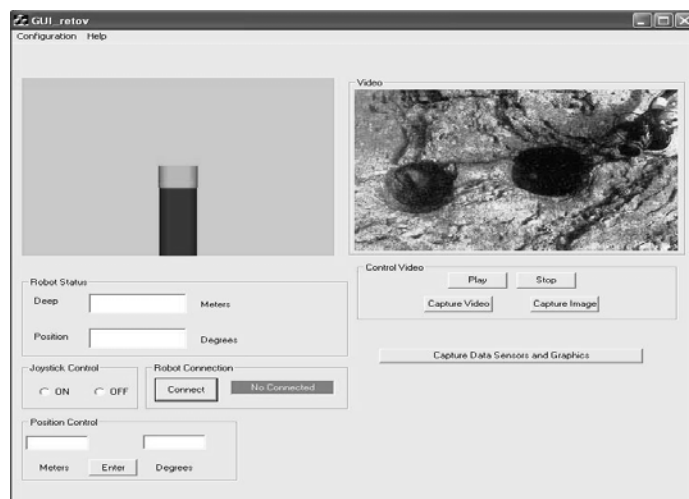 GUI_retov
Configuration Help
Video
Robot Status
Deep Meters
Position Degrees
Control Video
Play Stop
Capture Video Capture Image
Capture Data Sensors and Graphics
Joystick Control
ON OFF
Robot Connection
Connect No Connected
Position Control
Meters Enter Degrees